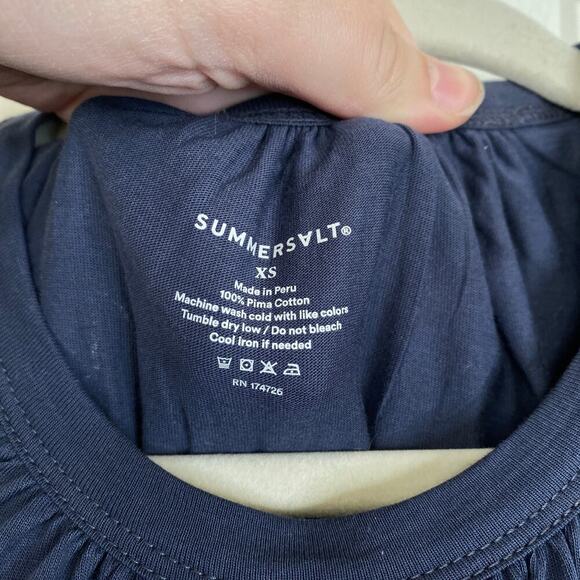 SUMMERSALT®
XS
Made in Peru
100% Pima Cotton
Machine wash cold with like colors
Tumble dry low / Do not bleach
Cool iron if needed
RN 174726